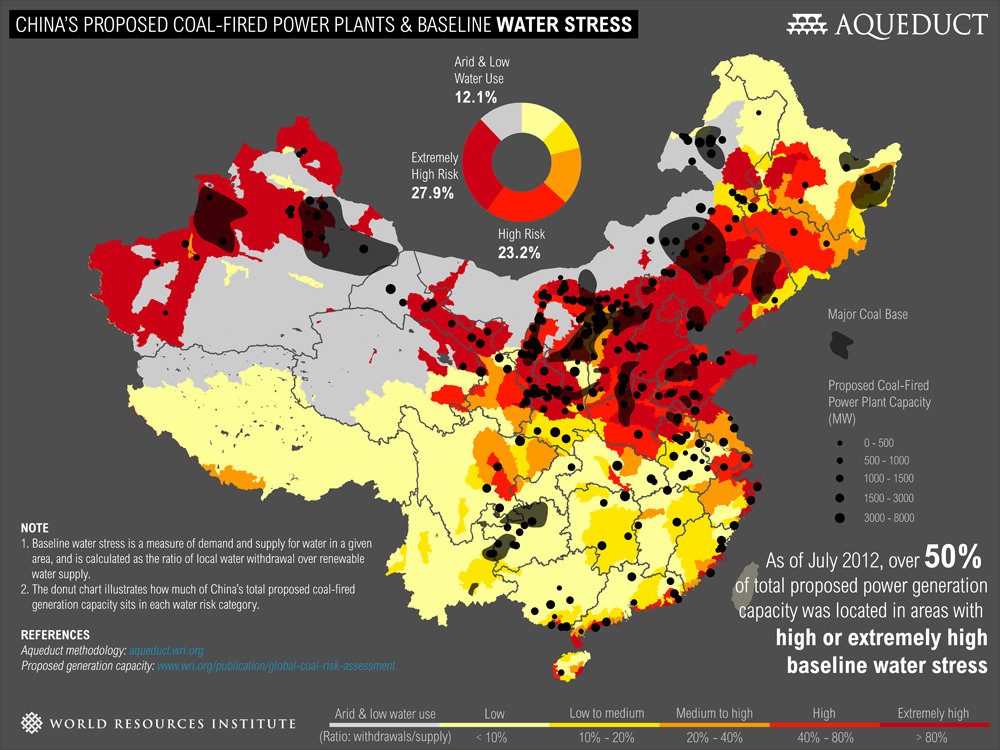 CHINA'S PROPOSED COAL-FIRED POWER PLANTS & BASELINE WATER STRESS
AQUEDUCT
Arid & Low
Water Use
12.1%
Extremely
High Risk
27.9%
High Risk
23.2%
Major Coal Base
Proposed Coal-Fired
Power Plant Capacity
(MW)
0 - 500
500 - 1000
1000 - 1500
1500 - 3000
3000 - 8000
NOTE
1. Baseline water stress is a measure of demand and supply for water in a given
area, and is calculated as the ratio of local water withdrawal over renewable
water supply.
2. The donut chart illustrates how much of China's total proposed coal-fired
generation capacity sits in each water risk category.
REFERENCES
Aqueduct methodology: aqueduct.wri.org
Proposed generation capacity: www.wri.org/publication/global-coal-risk-assessment
As of July 2012, over 50%
of total proposed power generation
capacity was located in areas with
high or extremely high
baseline water stress
WORLD RESOURCES INSTITUTE
Arid & low water use Low Low to medium Medium to high High Extremely high
(Ratio: withdrawals/supply) < 10% 10% - 20% 20% - 40% 40% - 80% > 80%